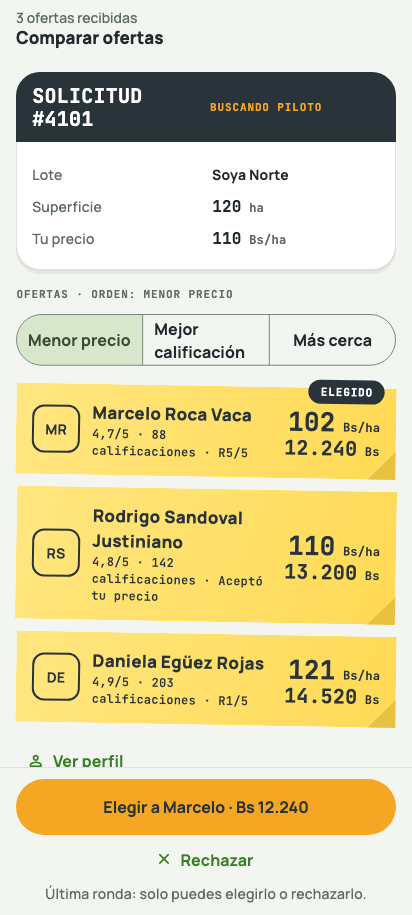 3 ofertas recibidas
Comparar ofertas
SOLICITUD
#4101
BUSCANDO PILOTO
Lote
Soya Norte
Superficie
120 ha
Tu precio
110 Bs/ha
OFERTAS · ORDEN: MENOR PRECIO
Menor precio
Mejor
calificación
Más cerca
ELEGIDO
MR
Marcelo Roca Vaca
4,7/5 · 88
calificaciones · R5/5
102 Bs/ha
12.240 Bs
RS
Rodrigo Sandoval
Justiniano
4,8/5 · 142
calificaciones · Aceptó
tu precio
110 Bs/ha
13.200 Bs
DE
Daniela Egüez Rojas
4,9/5 · 203
calificaciones · R1/5
121 Bs/ha
14.520 Bs
Ver perfil
Elegir a Marcelo · Bs 12.240
Rechazar
Última ronda: solo puedes elegirlo o rechazarlo.